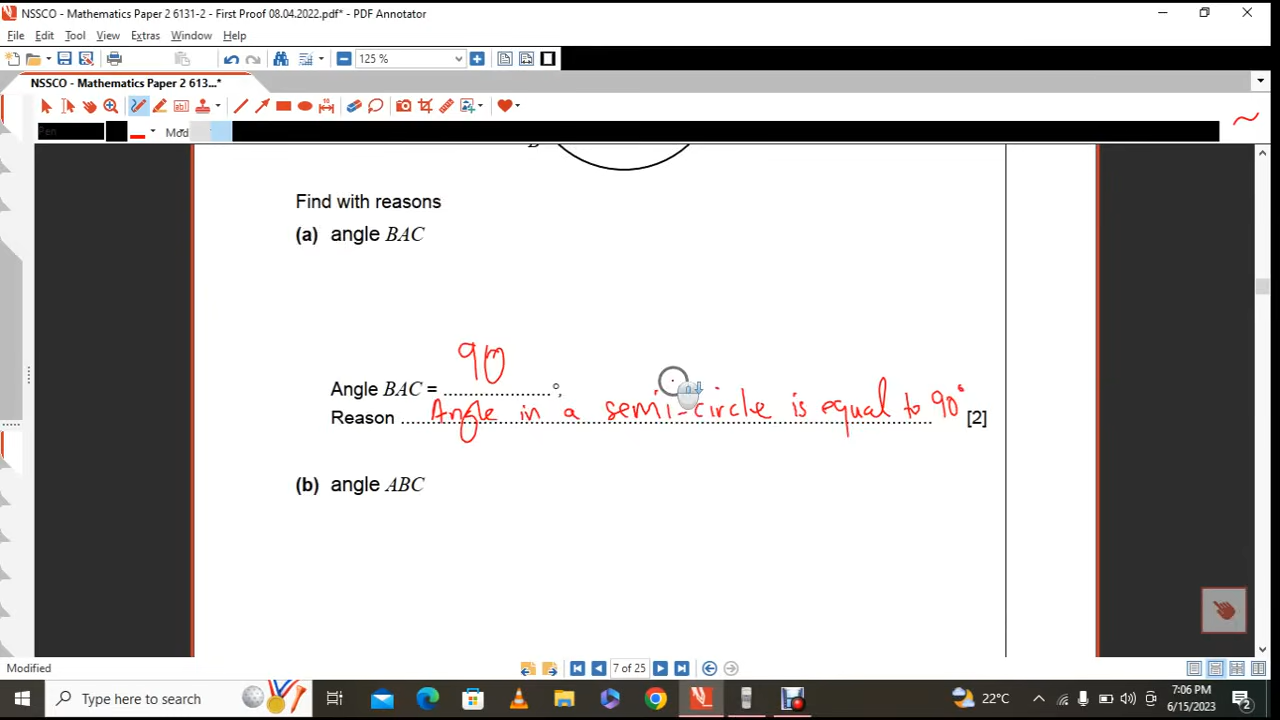 NSSCO - Mathematics Paper 2 6131-2 - First Proof 08.04.2022.pdf* - PDF Annotator
File Edit Tool View Extras Window Help
125 %
NSSCO - Mathematics Paper 2 613...*
Pen Mod
Find with reasons
(a) angle BAC
90
Angle BAC = ....................°,
Reason Angle in a semi-circle is equal to 90° [2]
(b) angle ABC
Modified 7 of 25
Type here to search 22°C 7:06 PM
6/15/2023 2